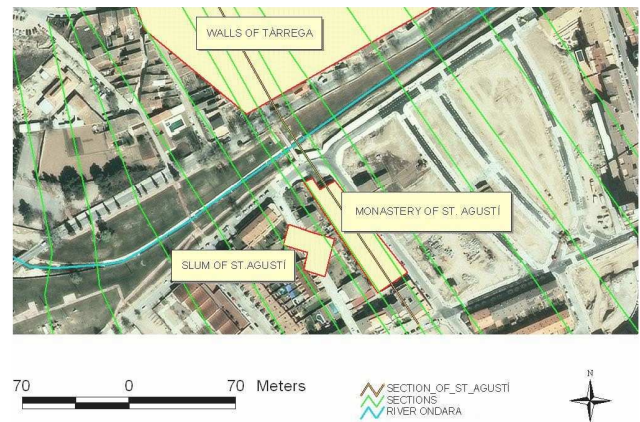 WALLS OF TÀRREGA
MONASTERY OF ST. AGUSTÍ
SLUM OF ST.AGUSTÍ
70 0 70 Meters
SECTION_OF_ST_AGUSTÍ
SECTIONS
RIVER ONDARA
N